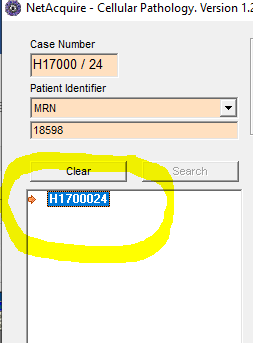 NetAcquire - Cellular Pathology. Version 1.2
Case Number
H17000 / 24
Patient Identifier
MRN
18598
Clear Search
H1700024